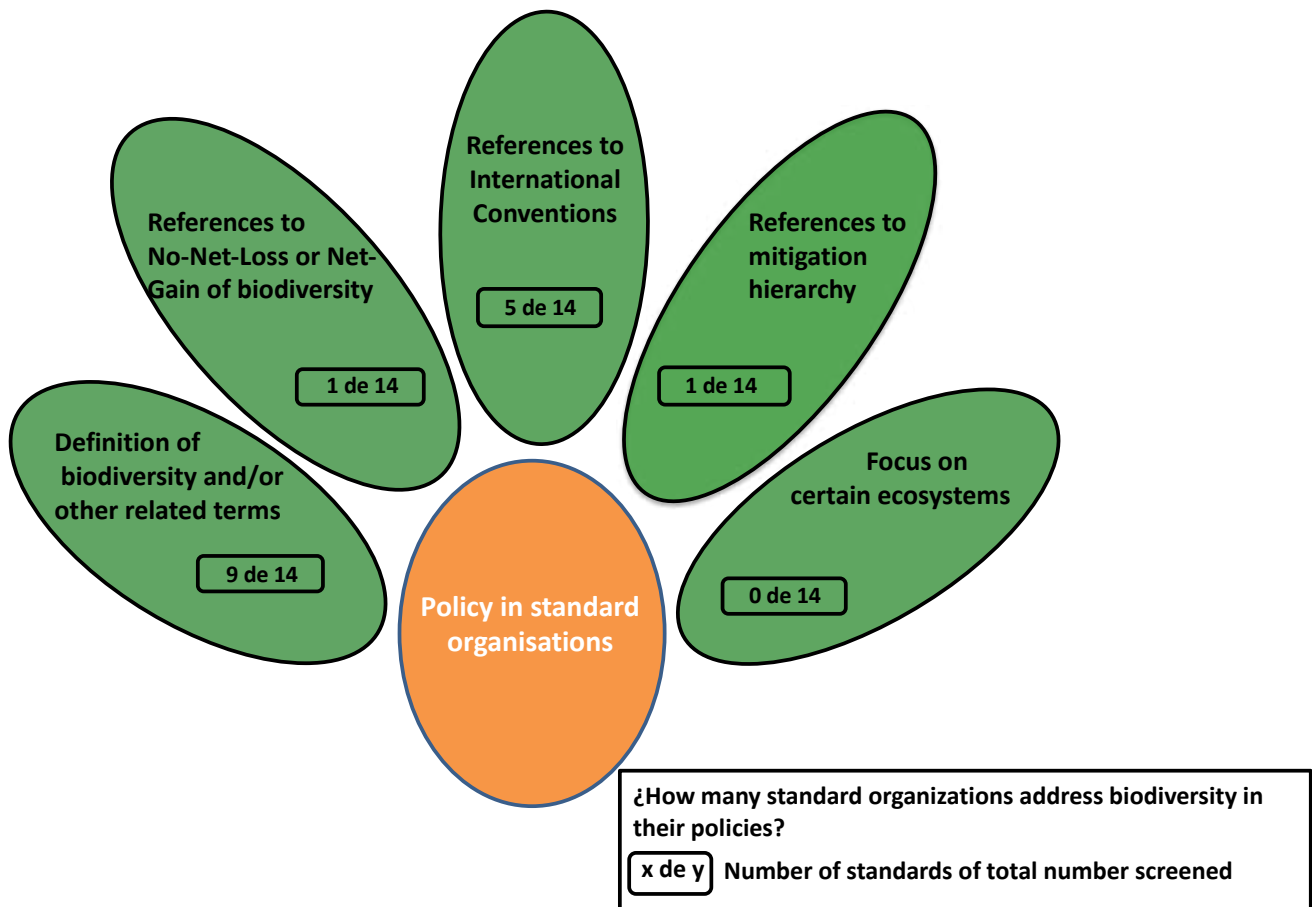 References to
International
Conventions
5 de 14
References to
No-Net-Loss or Net-
Gain of biodiversity
1 de 14
References to
mitigation
hierarchy
1 de 14
Definition of
biodiversity and/or
other related terms
9 de 14
Focus on
certain ecosystems
0 de 14
Policy in standard
organisations
¿How many standard organizations address biodiversity in
their policies?
x de y Number of standards of total number screened